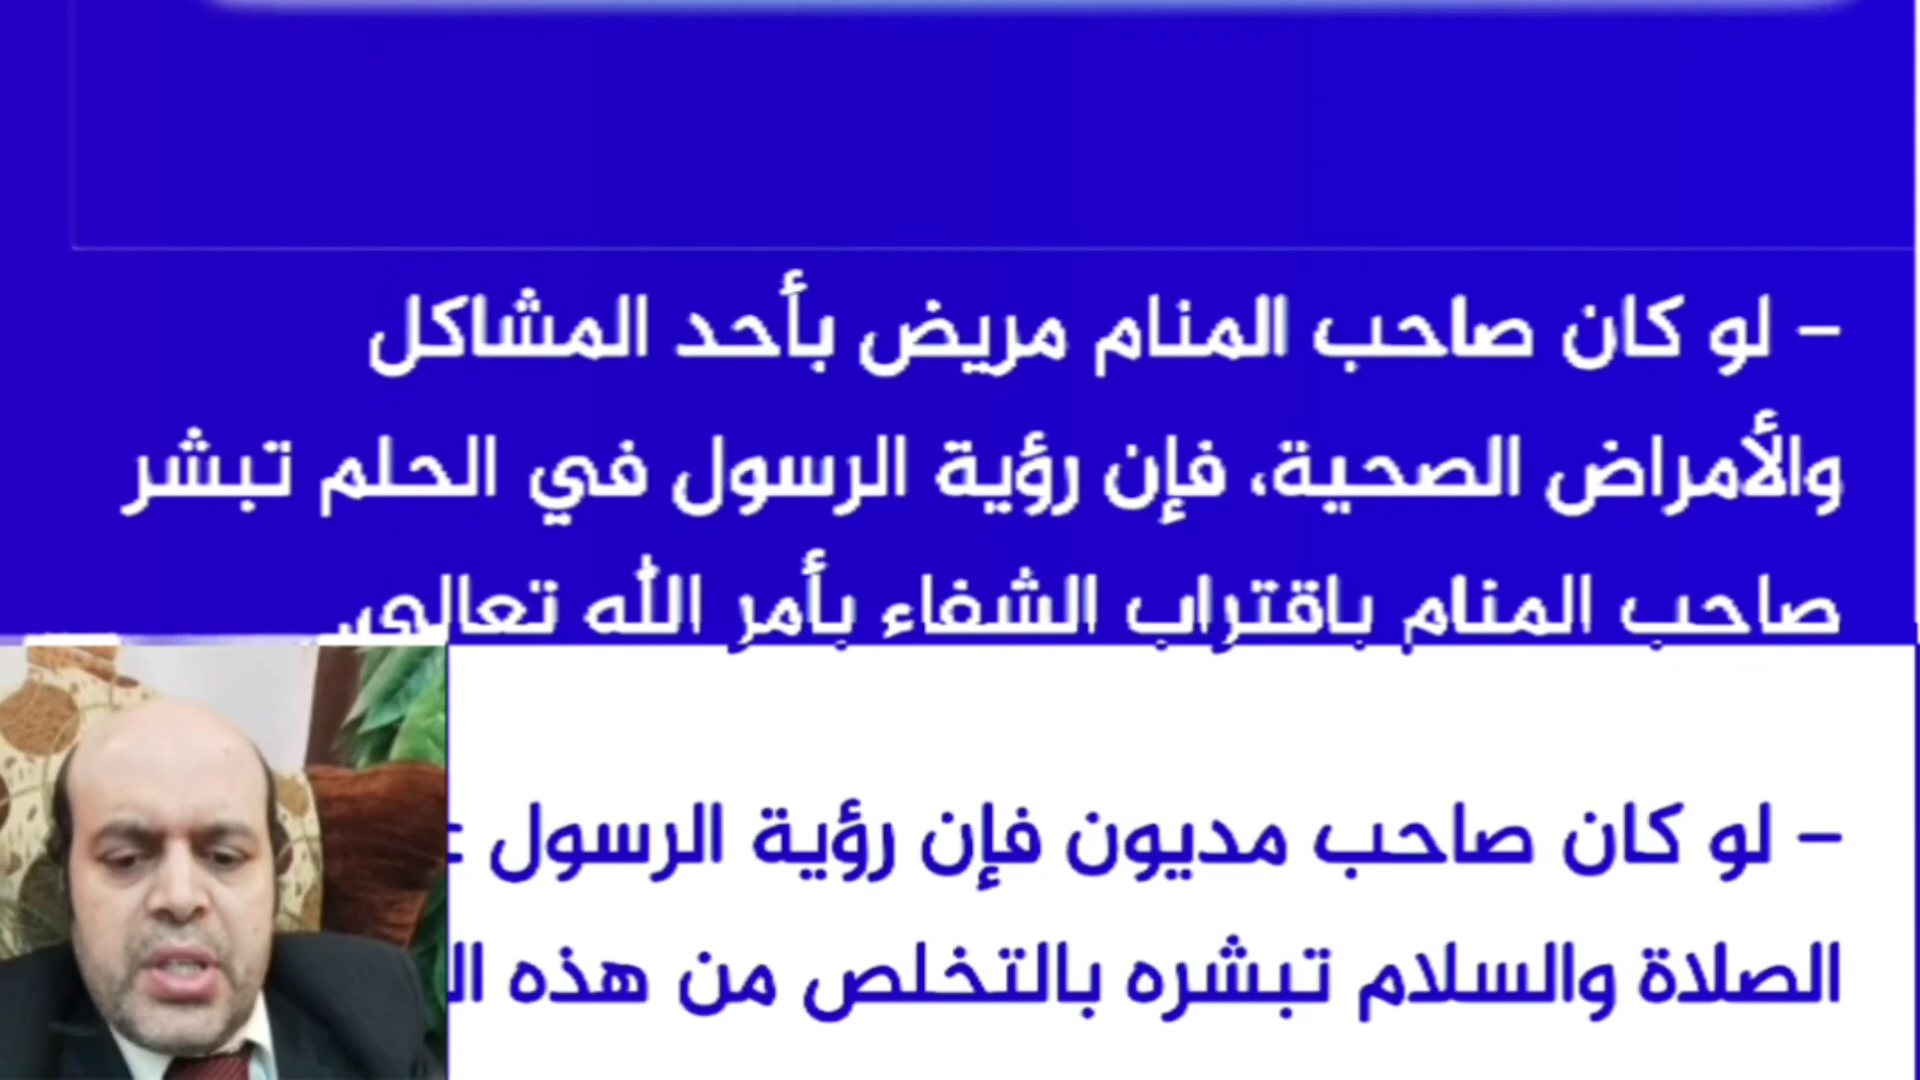 – لو كان صاحب المنام مريض بأحد المشاكل
والأمراض الصحية، فإن رؤية الرسول في الحلم تبشر
صاحب المنام باقتراب الشفاء بأمر الله تعالى.
– لو كان صاحب مديون فإن رؤية الرسول
الصلاة والسلام تبشره بالتخلص من هذه